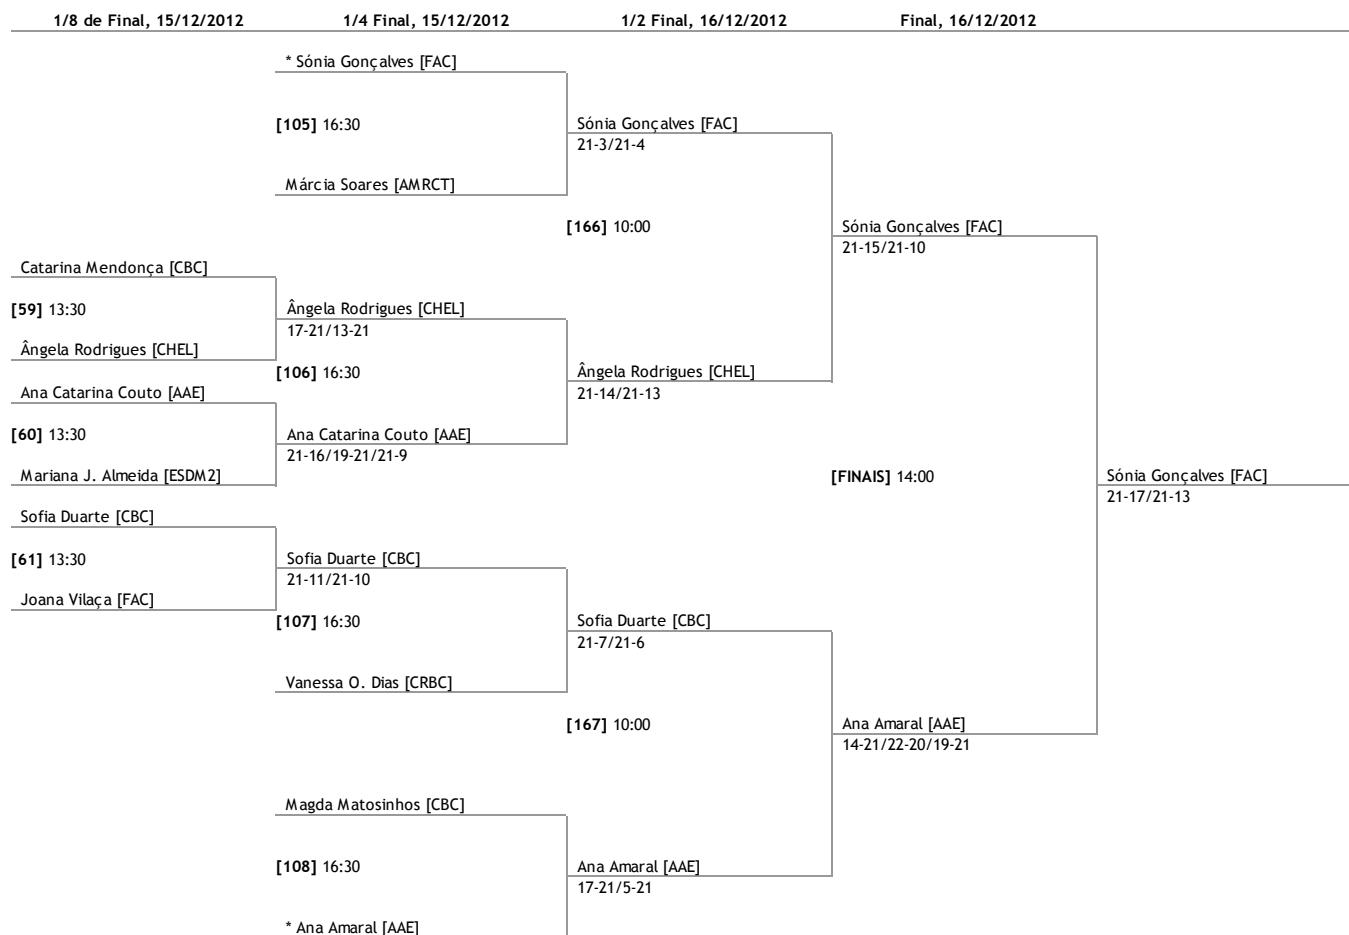 1/8 de Final, 15/12/2012 1/4 Final, 15/12/2012 1/2 Final, 16/12/2012 Final, 16/12/2012
* Sónia Gonçalves [FAC]
[105] 16:30 Sónia Gonçalves [FAC]
21-3/21-4
Márcia Soares [AMRCT]
[166] 10:00 Sónia Gonçalves [FAC]
21-15/21-10
Catarina Mendonça [CBC]
[59] 13:30 Ângela Rodrigues [CHEL]
17-21/13-21
Ângela Rodrigues [CHEL]
[106] 16:30 Ângela Rodrigues [CHEL]
Ana Catarina Couto [AAE] 21-14/21-13
[60] 13:30 Ana Catarina Couto [AAE]
21-16/19-21/21-9
Mariana J. Almeida [ESDM2] [FINAIS] 14:00 Sónia Gonçalves [FAC]
21-17/21-13
Sofia Duarte [CBC]
[61] 13:30 Sofia Duarte [CBC]
21-11/21-10
Joana Vilaça [FAC]
[107] 16:30 Sofia Duarte [CBC]
21-7/21-6
Vanessa O. Dias [CRBC]
[167] 10:00 Ana Amaral [AAE]
14-21/22-20/19-21
Magda Matosinhos [CBC]
[108] 16:30 Ana Amaral [AAE]
17-21/5-21
* Ana Amaral [AAE]